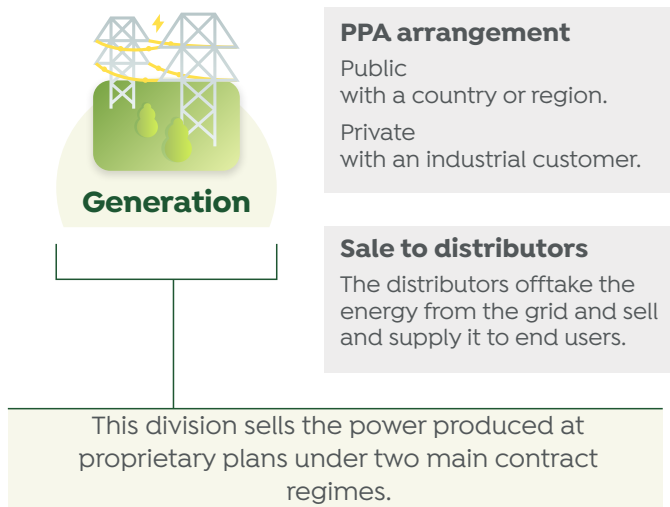 Generation
PPA arrangement
Public
with a country or region.
Private
with an industrial customer.
Sale to distributors
The distributors offtake the
energy from the grid and sell
and supply it to end users.
This division sells the power produced at
proprietary plans under two main contract
regimes.